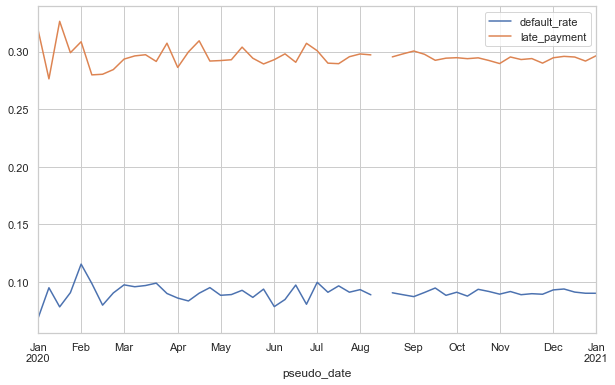 default_rate
late_payment
0.30
0.25
0.20
0.15
0.10
Jan Feb Mar Apr May Jun Jul Aug Sep Oct Nov Dec Jan
2020 2021
pseudo_date